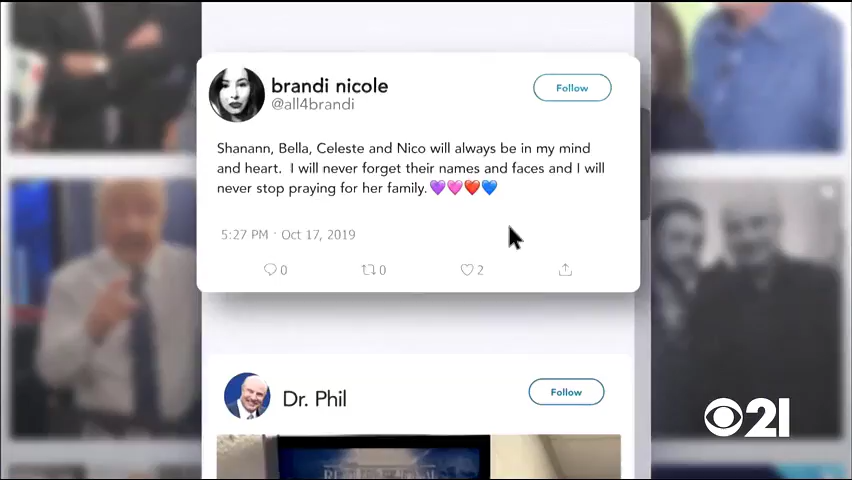 brandi nicole
Follow
@all4brandi
Shanann, Bella, Celeste and Nico will always be in my mind
and heart. I will never forget their names and faces and I will
never stop praying for her family.💜💗❤️💙
5:27 PM · Oct 17, 2019
0
0
2
Dr. Phil
Follow
21